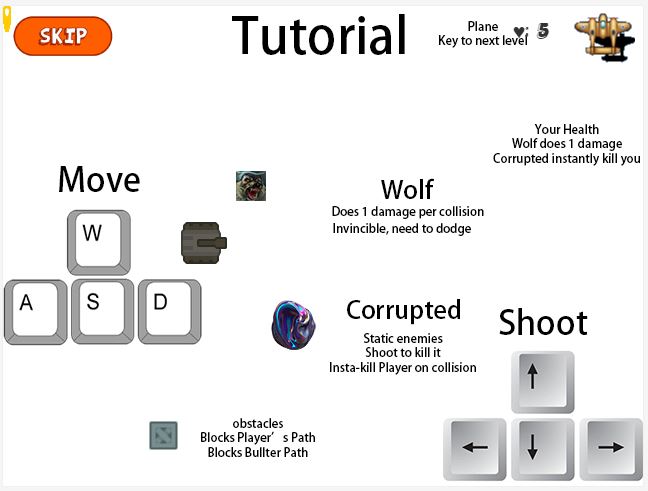 SKIP
Tutorial
Plane
Key to next level
: 5
Your Health
Wolf does 1 damage
Corrupted instantly kill you
Move
W
A
S
D
Wolf
Does 1 damage per collision
Invincible, need to dodge
Corrupted
Static enemies
Shoot to kill it
Insta-kill Player on collision
Shoot
↑
←
↓
→
obstacles
Blocks Player’s Path
Blocks Bullter Path